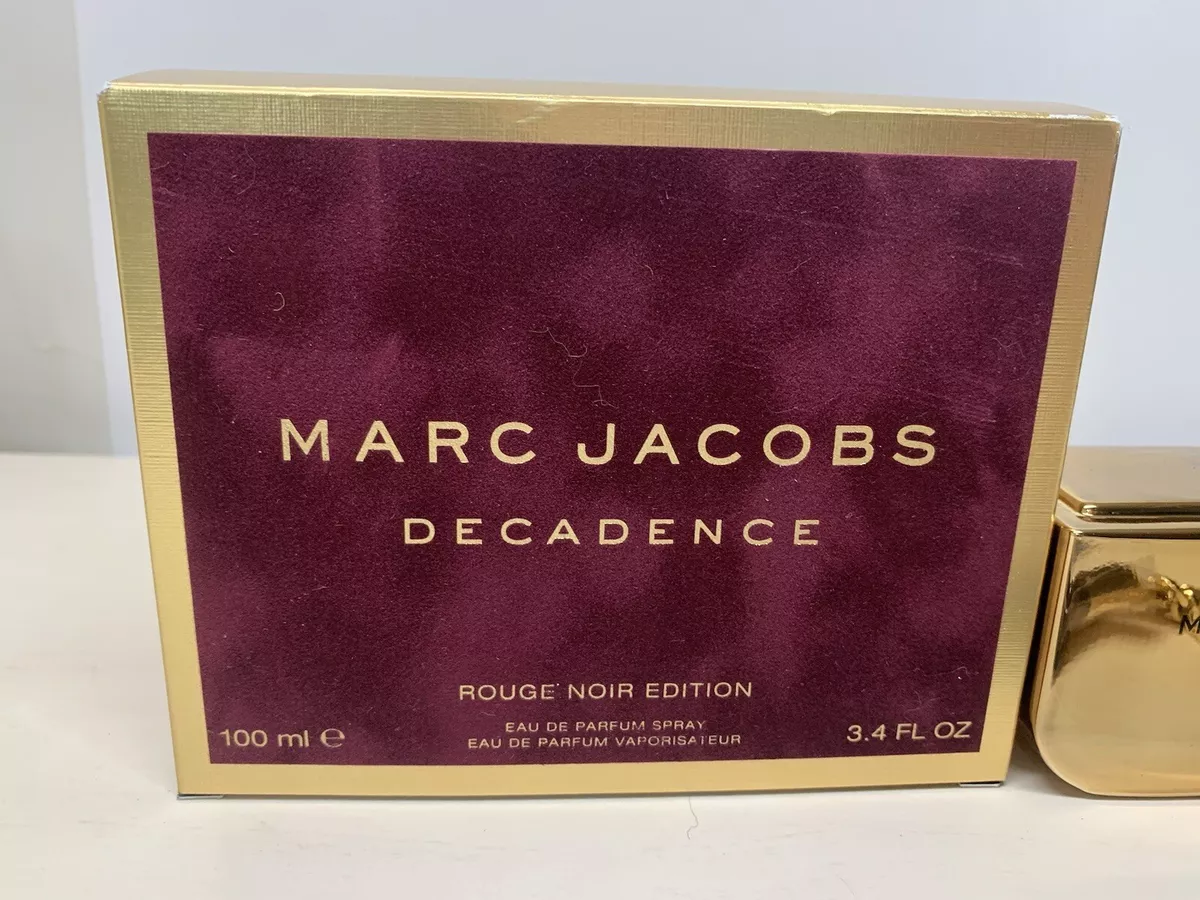 MARC JACOBS
DECADENCE
ROUGE NOIR EDITION
EAU DE PARFUM SPRAY
EAU DE PARFUM VAPORISATEUR
100 ml ℮
3.4 FL OZ
M